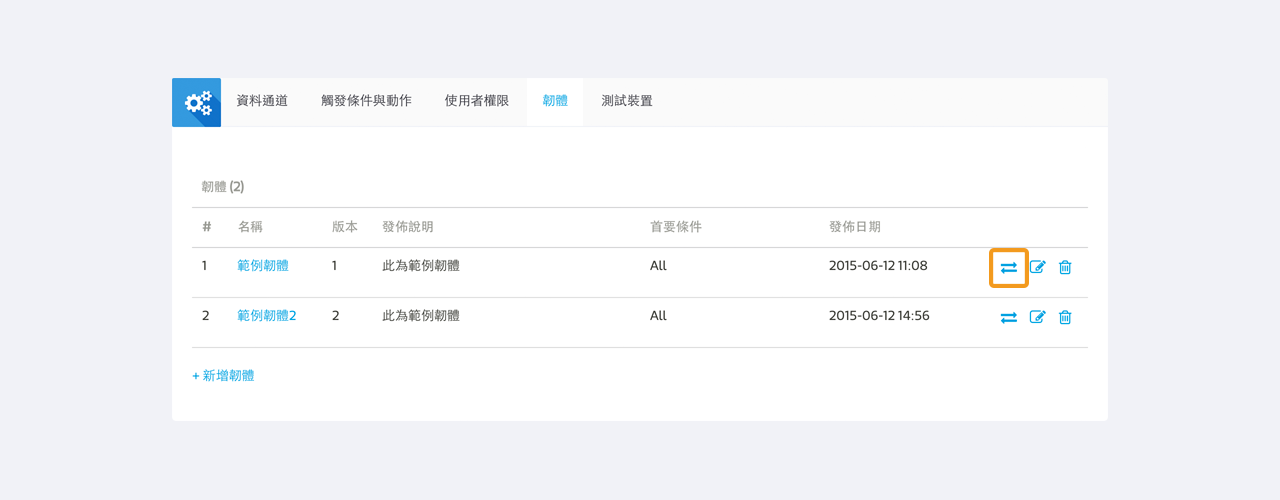 資料通道 觸發條件與動作 使用者權限 韌體 測試裝置
韌體 (2)
# 名稱 版本 發佈說明 首要條件 發佈日期
1 範例韌體 1 此為範例韌體 All 2015-06-12 11:08
2 範例韌體2 2 此為範例韌體 All 2015-06-12 14:56
+ 新增韌體